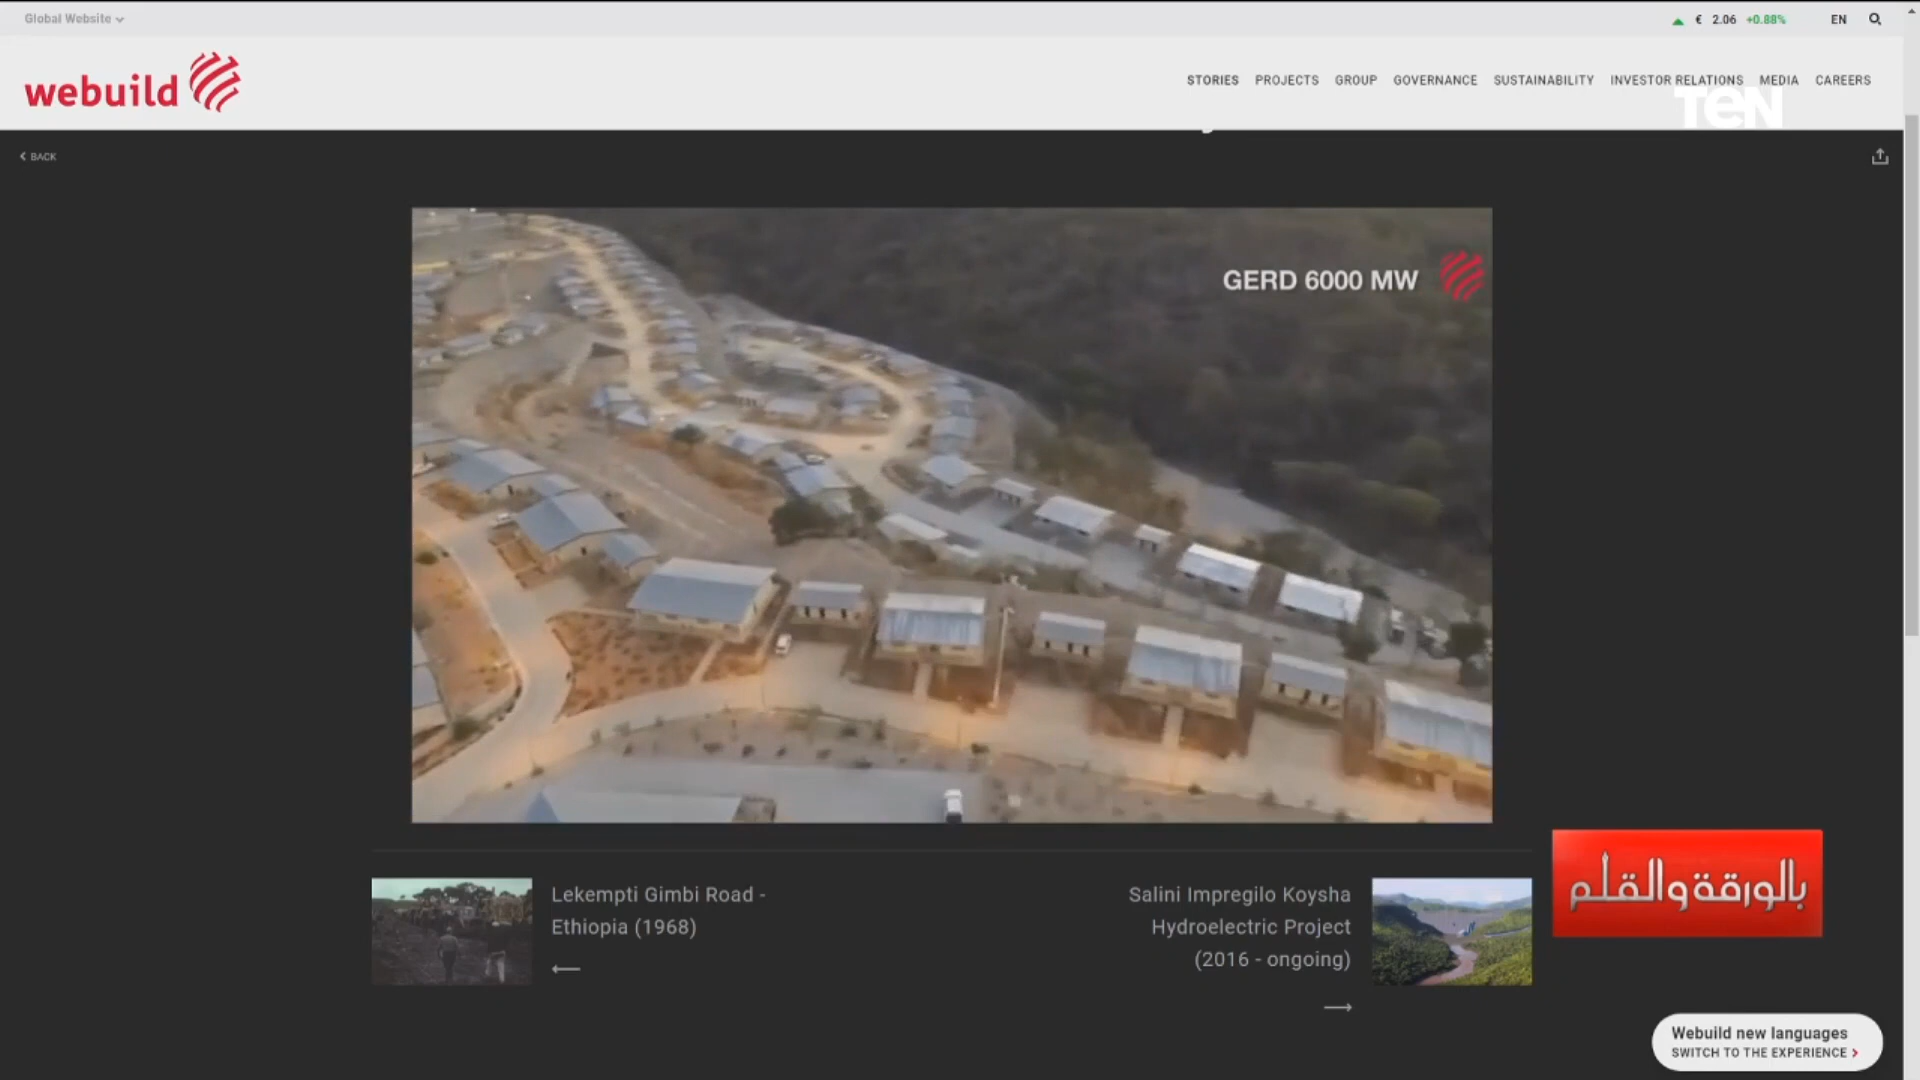 Global Website
€ 2.06 +0.88%
EN
webuild
STORIES PROJECTS GROUP GOVERNANCE SUSTAINABILITY INVESTOR RELATIONS MEDIA CAREERS
TeN
BACK
GERD 6000 MW
Lekempti Gimbi Road -
Ethiopia (1968)
Salini Impregilo Koysha
Hydroelectric Project
(2016 - ongoing)
بالورقة والقلم
Webuild new languages
SWITCH TO THE EXPERIENCE